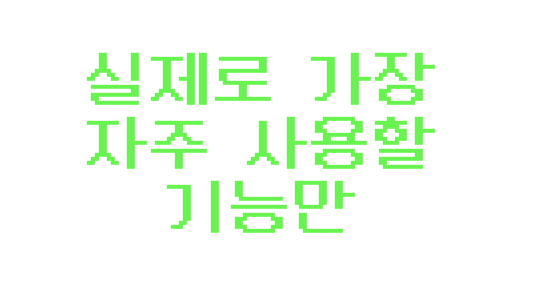 실제로 가장
자주 사용할
기능만